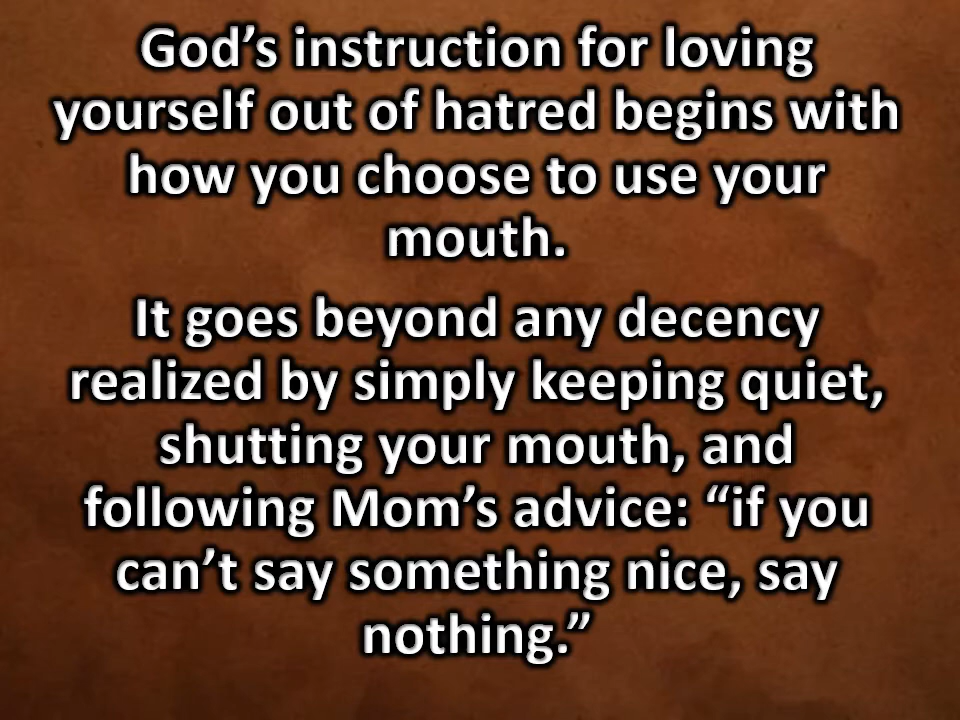 God’s instruction for loving
yourself out of hatred begins with
how you choose to use your
mouth.
It goes beyond any decency
realized by simply keeping quiet,
shutting your mouth, and
following Mom’s advice: “if you
can’t say something nice, say
nothing.”